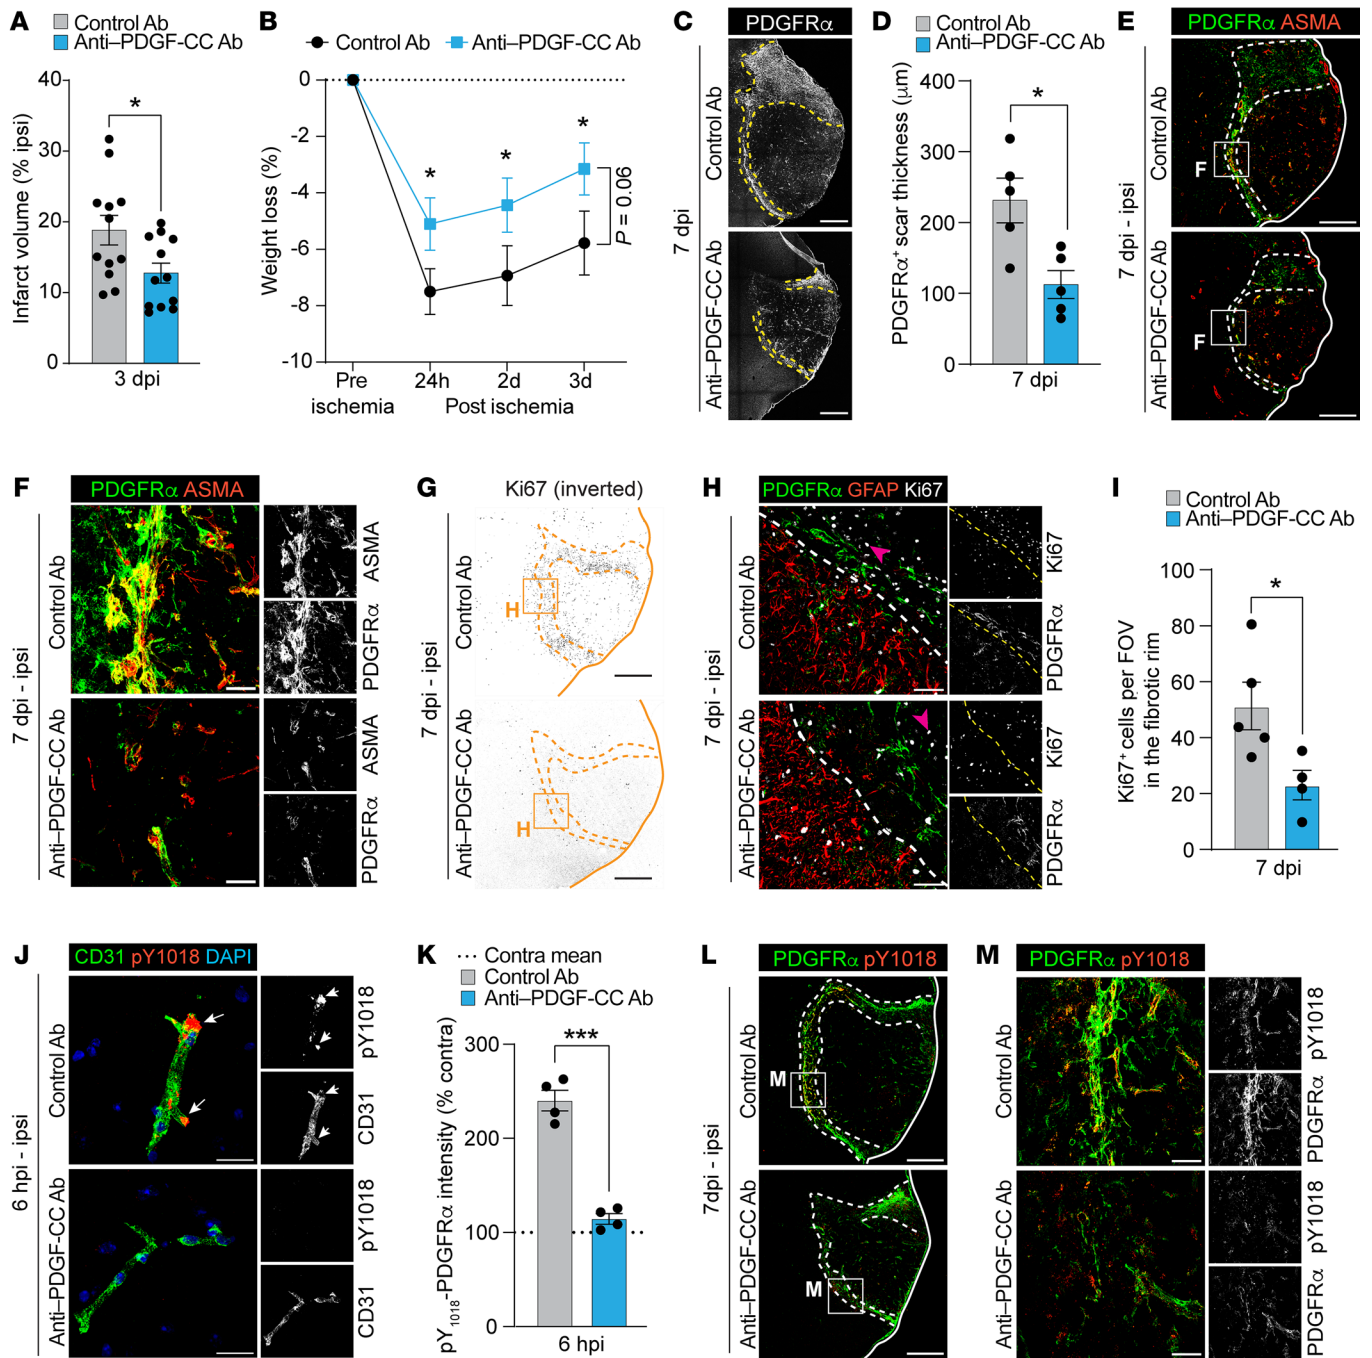 A
Control Ab
Anti–PDGF-CC Ab
Infarct volume (% ipsi)
40
30
20
10
0
*
3 dpi
B
Control Ab
Anti–PDGF-CC Ab
Weight loss (%)
0
-2
-4
-6
-8
-10
*
*
*
P = 0.06
Pre
ischemia
24h
2d
3d
Post ischemia
C
PDGFRα
7 dpi
Control Ab
Anti–PDGF-CC Ab
D
Control Ab
Anti–PDGF-CC Ab
PDGFRα+ scar thickness (μm)
400
300
200
100
0
*
7 dpi
E
PDGFRα ASMA
7 dpi - ipsi
Control Ab
Anti–PDGF-CC Ab
F
F
F
PDGFRα ASMA
7 dpi - ipsi
Control Ab
Anti–PDGF-CC Ab
ASMA
PDGFRα
ASMA
PDGFRα
G
Ki67 (inverted)
7 dpi - ipsi
Control Ab
Anti–PDGF-CC Ab
H
H
H
PDGFRα GFAP Ki67
7 dpi - ipsi
Control Ab
Anti–PDGF-CC Ab
Ki67
PDGFRα
Ki67
PDGFRα
I
Control Ab
Anti–PDGF-CC Ab
Ki67+ cells per FOV
in the fibrotic rim
100
80
60
40
20
0
*
7 dpi
J
CD31 pY1018 DAPI
6 hpi - ipsi
Control Ab
Anti–PDGF-CC Ab
pY1018
CD31
pY1018
CD31
K
Contra mean
Control Ab
Anti–PDGF-CC Ab
pY1018-PDGFRα intensity (% contra)
300
200
100
0
***
6 hpi
L
PDGFRα pY1018
7dpi - ipsi
Control Ab
Anti–PDGF-CC Ab
M
M
M
PDGFRα pY1018
Control Ab
Anti–PDGF-CC Ab
pY1018
PDGFRα
pY1018
PDGFRα